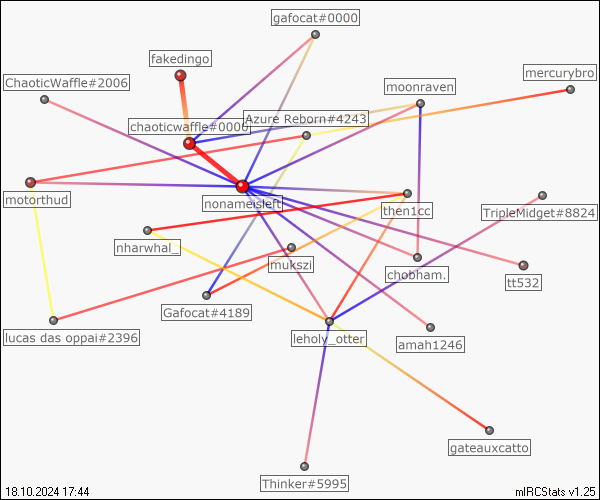 gafocat#0000
fakedingo
mercurybro
ChaoticWaffle#2006
moonraven
Azure Reborn#4243
chaoticwaffle#0000
motorthud
nonameisleft
then1cc
TripleMidget#8824
nharwhal_
mukszi
chobham.
tt532
Gafocat#4189
lucas das oppai#2396
leholy_otter
amah1246
gateauxcatto
Thinker#5995
18.10.2024 17:44
mIRCStats v1.25